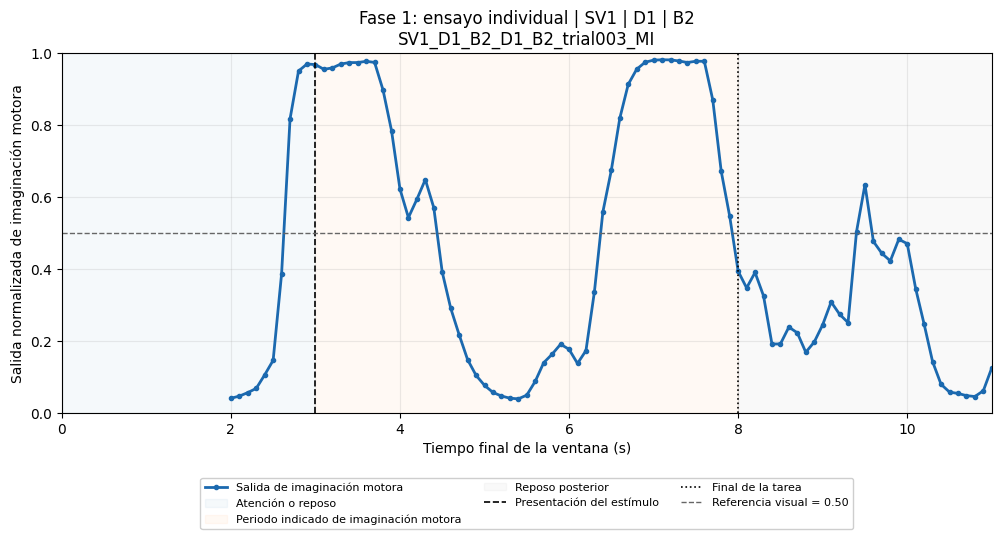 Fase 1: ensayo individual | SV1 | D1 | B2
SV1_D1_B2_D1_B2_trial003_MI
Salida normalizada de imaginación motora
1.0
0.8
0.6
0.4
0.2
0.0
0
2
4
6
8
10
Tiempo final de la ventana (s)
Salida de imaginación motora
Atención o reposo
Periodo indicado de imaginación motora
Reposo posterior
Presentación del estímulo
Final de la tarea
Referencia visual = 0.50